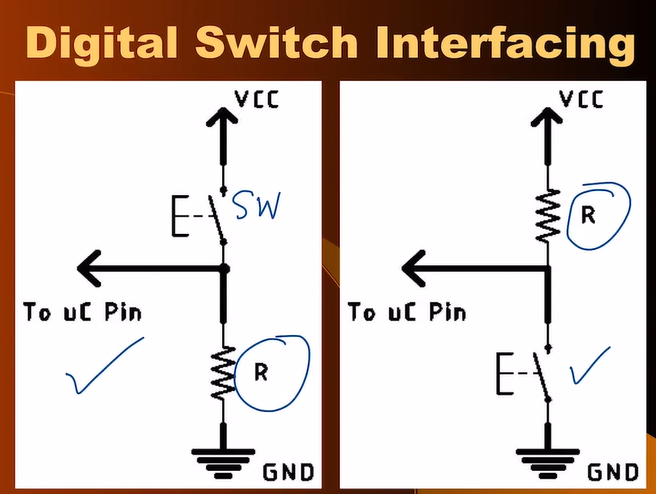 Digital Switch Interfacing
VCC
SW
To uC Pin
R
GND
VCC
R
To uC Pin
GND